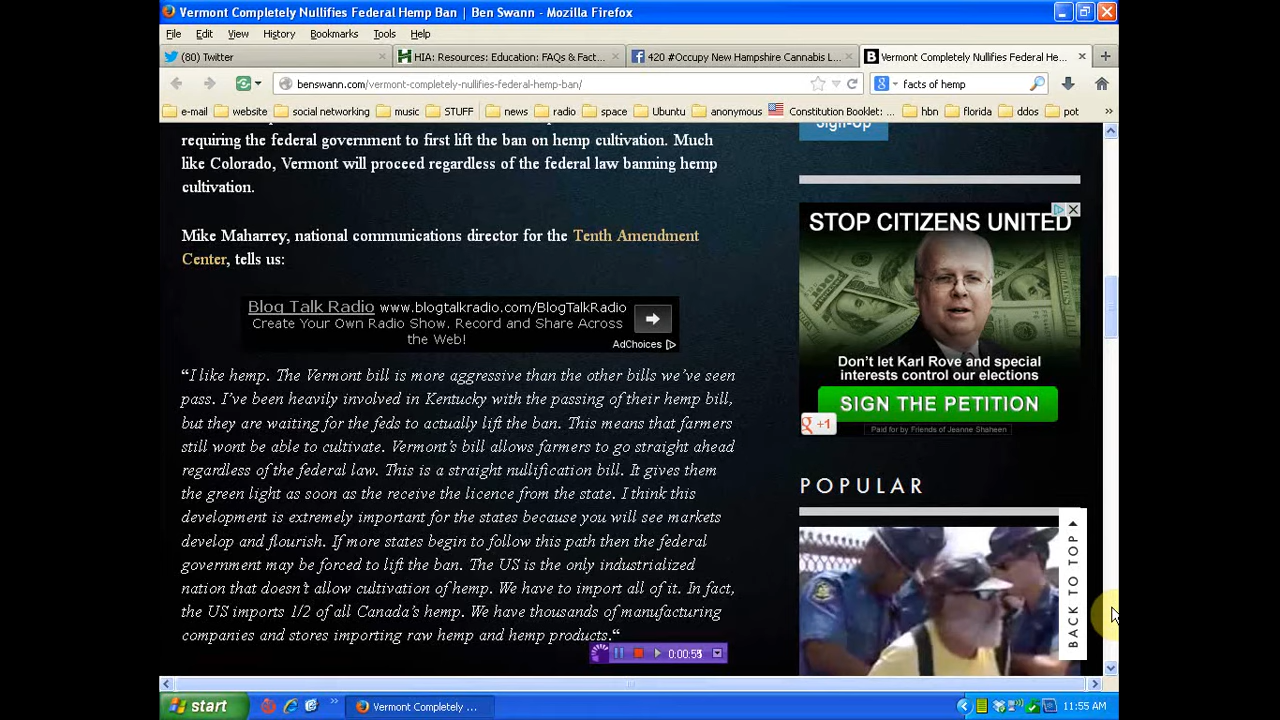 Vermont Completely Nullifies Federal Hemp Ban | Ben Swann - Mozilla Firefox
File Edit View History Bookmarks Tools Help
(80) Twitter
HIA: Resources: Education: FAQs & Fact...
420 #Occupy New Hampshire Cannabis L...
Vermont Completely Nullifies Federal He...
benswann.com/vermont-completely-nullifies-federal-hemp-ban/
facts of hemp
e-mail website social networking music STUFF news radio space Ubuntu anonymous Constitution Booklet: ... hbn florida ddos pot
requiring the federal government to first lift the ban on hemp cultivation. Much
like Colorado, Vermont will proceed regardless of the federal law banning hemp
cultivation.
Mike Maharrey, national communications director for the Tenth Amendment
Center, tells us:
Blog Talk Radio www.blogtalkradio.com/BlogTalkRadio
Create Your Own Radio Show. Record and Share Across
the Web!
AdChoices
“I like hemp. The Vermont bill is more aggressive than the other bills we’ve seen
pass. I’ve been heavily involved in Kentucky with the passing of their hemp bill,
but they are waiting for the feds to actually lift the ban. This means that farmers
still wont be able to cultivate. Vermont’s bill allows farmers to go straight ahead
regardless of the federal law. This is a straight nullification bill. It gives them
the green light as soon as the receive the licence from the state. I think this
development is extremely important for the states because you will see markets
develop and flourish. If more states begin to follow this path then the federal
government may be forced to lift the ban. The US is the only industrialized
nation that doesn’t allow cultivation of hemp. We have to import all of it. In fact,
the US imports 1/2 of all Canada’s hemp. We have thousands of manufacturing
companies and stores importing raw hemp and hemp products.“
Sign-Up
STOP CITIZENS UNITED
Don’t let Karl Rove and special
interests control our elections
SIGN THE PETITION
g +1
Paid for by Friends of Jeanne Shaheen
POPULAR
BACK TO TOP
start
Vermont Completely ...
11:55 AM